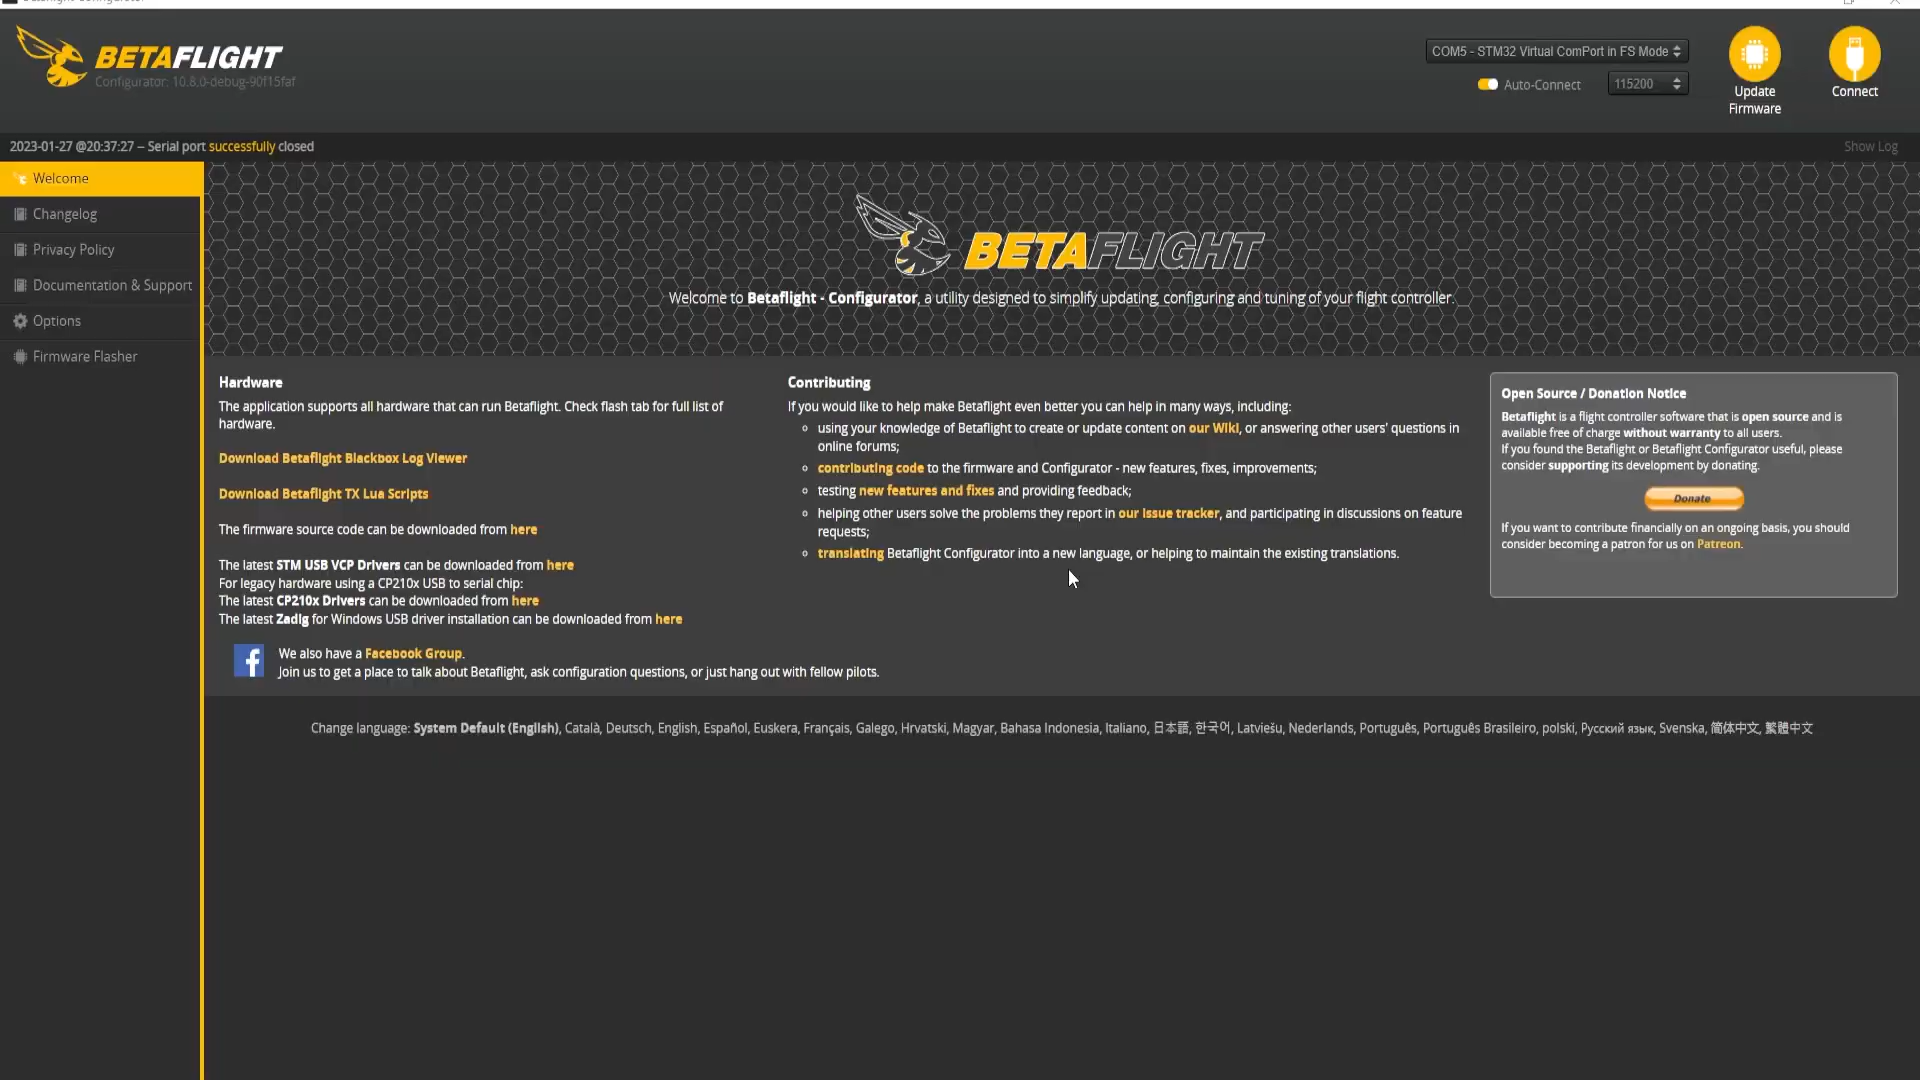 BETAFLIGHT
Configurator: 10.8.0-debug-90f15faf
COM5 - STM32 Virtual ComPort in FS Mode
Auto-Connect
115200
Update
Firmware
Connect
2023-01-27 @20:37:27 – Serial port successfully closed
Show Log
Welcome
Changelog
Privacy Policy
Documentation & Support
Options
Firmware Flasher
BETAFLIGHT
Welcome to Betaflight - Configurator, a utility designed to simplify updating, configuring and tuning of your flight controller.
Hardware
The application supports all hardware that can run Betaflight. Check flash tab for full list of
hardware.
Download Betaflight Blackbox Log Viewer
Download Betaflight TX Lua Scripts
The firmware source code can be downloaded from here
The latest STM USB VCP Drivers can be downloaded from here
For legacy hardware using a CP210x USB to serial chip:
The latest CP210x Drivers can be downloaded from here
The latest Zadig for Windows USB driver installation can be downloaded from here
We also have a Facebook Group.
Join us to get a place to talk about Betaflight, ask configuration questions, or just hang out with fellow pilots.
Contributing
If you would like to help make Betaflight even better you can help in many ways, including:
using your knowledge of Betaflight to create or update content on our Wiki, or answering other users' questions in
online forums;
contributing code to the firmware and Configurator - new features, fixes, improvements;
testing new features and fixes and providing feedback;
helping other users solve the problems they report in our issue tracker, and participating in discussions on feature
requests;
translating Betaflight Configurator into a new language, or helping to maintain the existing translations.
Open Source / Donation Notice
Betaflight is a flight controller software that is open source and is
available free of charge without warranty to all users.
If you found the Betaflight or Betaflight Configurator useful, please
consider supporting its development by donating.
Donate
If you want to contribute financially on an ongoing basis, you should
consider becoming a patron for us on Patreon.
Change language: System Default (English), Català, Deutsch, English, Español, Euskera, Français, Galego, Hrvatski, Magyar, Bahasa Indonesia, Italiano, 日本語, 한국어, Latviešu, Nederlands, Português, Português Brasileiro, polski, Русский язык, Svenska, 简体中文, 繁體中文